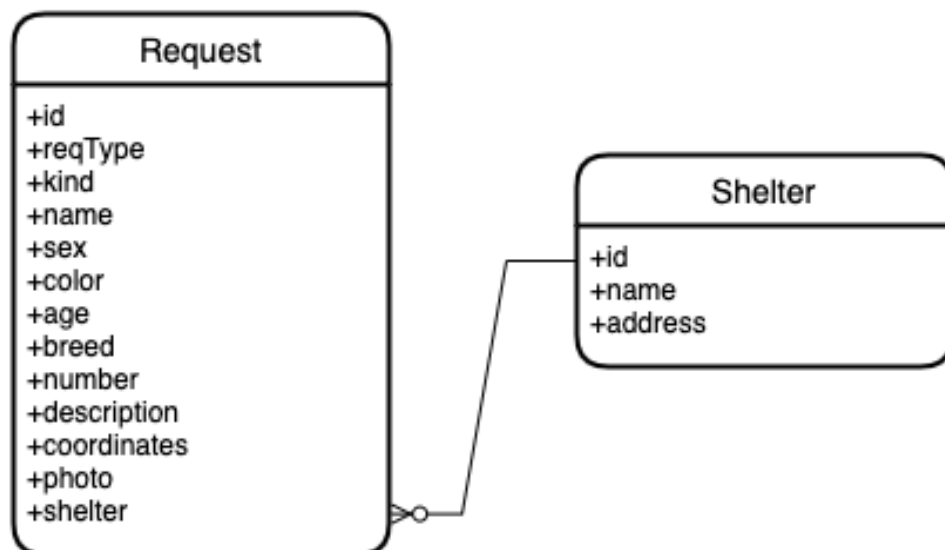 Request
+id
+reqType
+kind
+name
+sex
+color
+age
+breed
+number
+description
+coordinates
+photo
+shelter
Shelter
+id
+name
+address